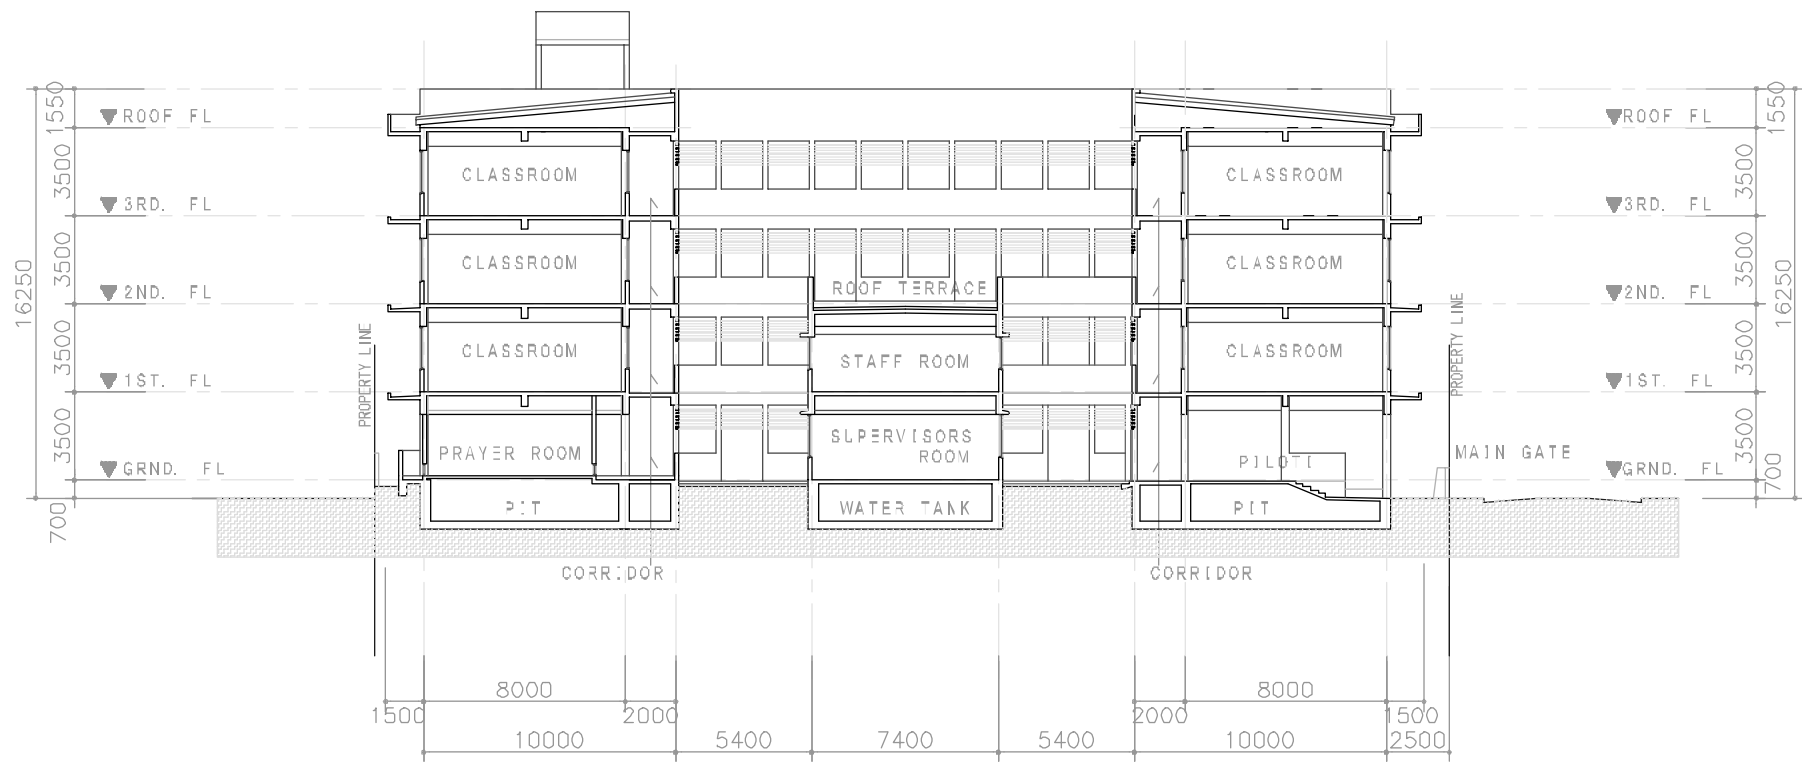 1550
ROOF FL
ROOF FL
1550
3500
CLASSROOM
CLASSROOM
3500
3RD. FL
3RD. FL
3500
CLASSROOM
CLASSROOM
3500
16250
2ND. FL
ROOF TERRACE
2ND. FL
16250
PROPERTY LINE
PROPERTY LINE
3500
CLASSROOM
STAFF ROOM
CLASSROOM
3500
1ST. FL
1ST. FL
3500
PRAYER ROOM
SUPERVISORS
ROOM
PILOTI
MAIN GATE
3500
GRND. FL
GRND. FL
700
PIT
WATER TANK
PIT
700
CORRIDOR
CORRIDOR
8000
8000
1500
2000
2000
1500
10000
5400
7400
5400
10000
2500